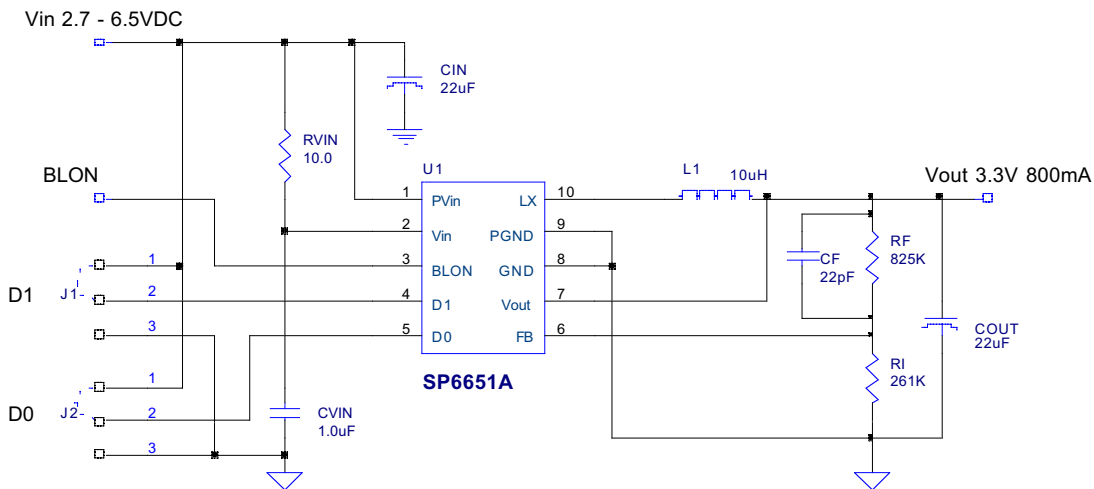 Vin 2.7 - 6.5VDC
CIN
22uF
RVIN
10.0
BLON
U1
L1
10uH
Vout 3.3V 800mA
1
PVin
LX
10
2
Vin
PGND
9
3
BLON
GND
8
4
D1
Vout
7
5
D0
FB
6
SP6651A
CF
22pF
RF
825K
COUT
22uF
RI
261K
D1
J1
1
2
3
D0
J2
1
2
3
CVIN
1.0uF